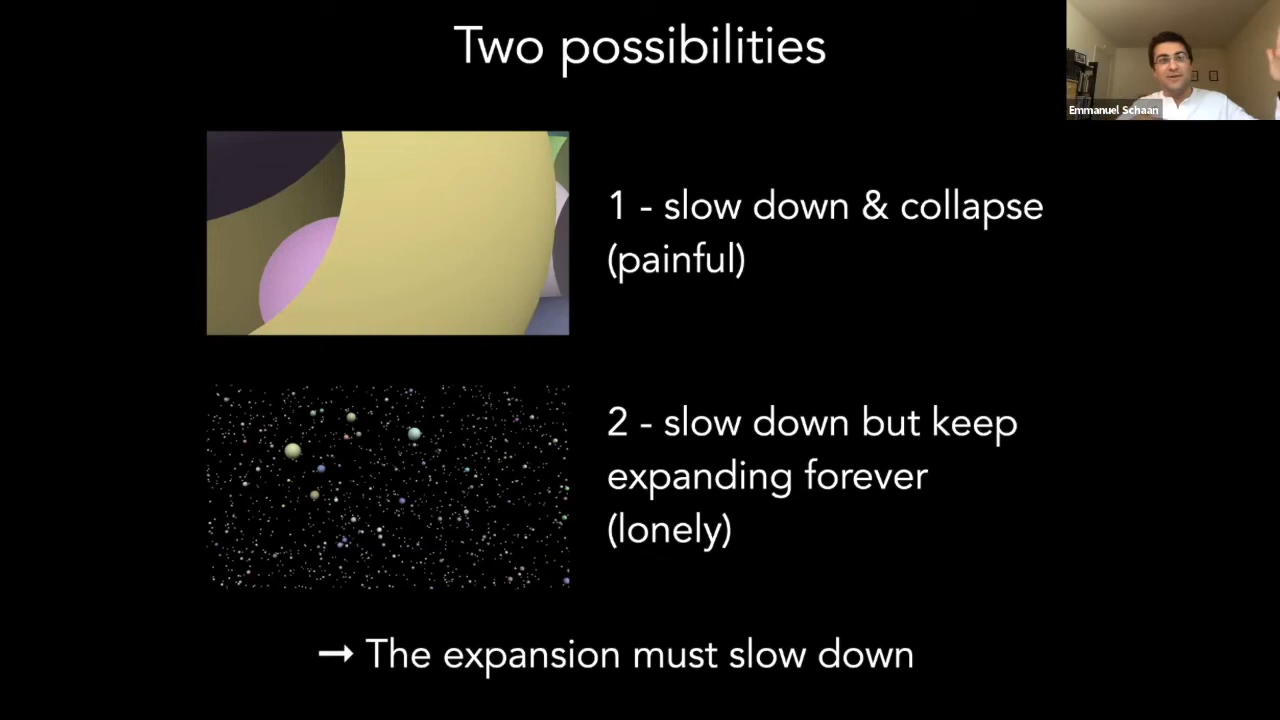 Two possibilities
Emmanuel Schaan
1 - slow down & collapse
(painful)
2 - slow down but keep
expanding forever
(lonely)
→ The expansion must slow down